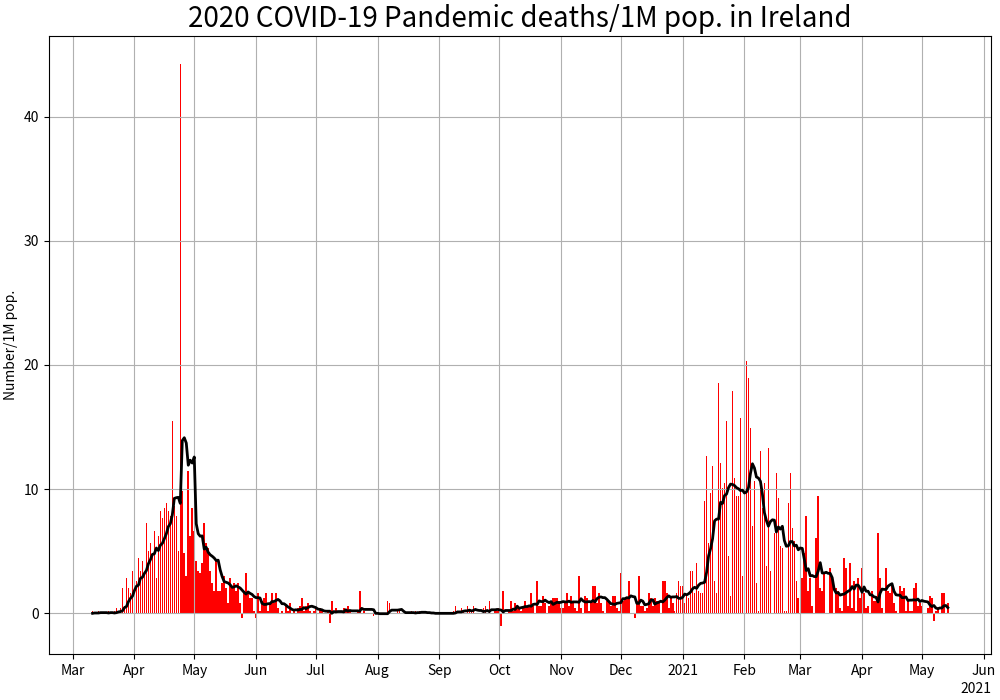 2020 COVID-19 Pandemic deaths/1M pop. in Ireland
Number/1M pop.
40
30
20
10
0
Mar Apr May Jun Jul Aug Sep Oct Nov Dec 2021 Feb Mar Apr May Jun
2021